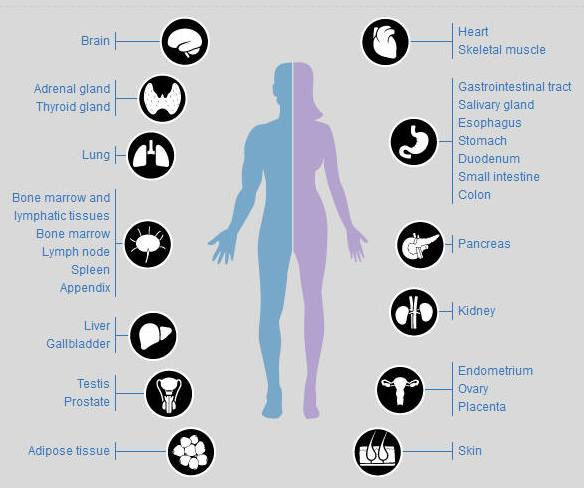 Brain
Adrenal gland
Thyroid gland
Lung
Bone marrow and
lymphatic tissues
Bone marrow
Lymph node
Spleen
Appendix
Liver
Gallbladder
Testis
Prostate
Adipose tissue
Heart
Skeletal muscle
Gastrointestinal tract
Salivary gland
Esophagus
Stomach
Duodenum
Small intestine
Colon
Pancreas
Kidney
Endometrium
Ovary
Placenta
Skin